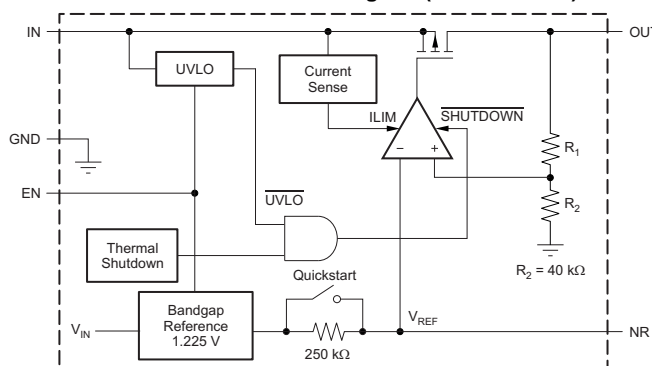 IN
OUT
UVLO
Current
Sense
ILIM
SHUTDOWN
GND
R1
EN
UVLO
R2
Thermal
Shutdown
R2 = 40 kΩ
Quickstart
Bandgap
Reference
1.225 V
VIN
VREF
NR
250 kΩ